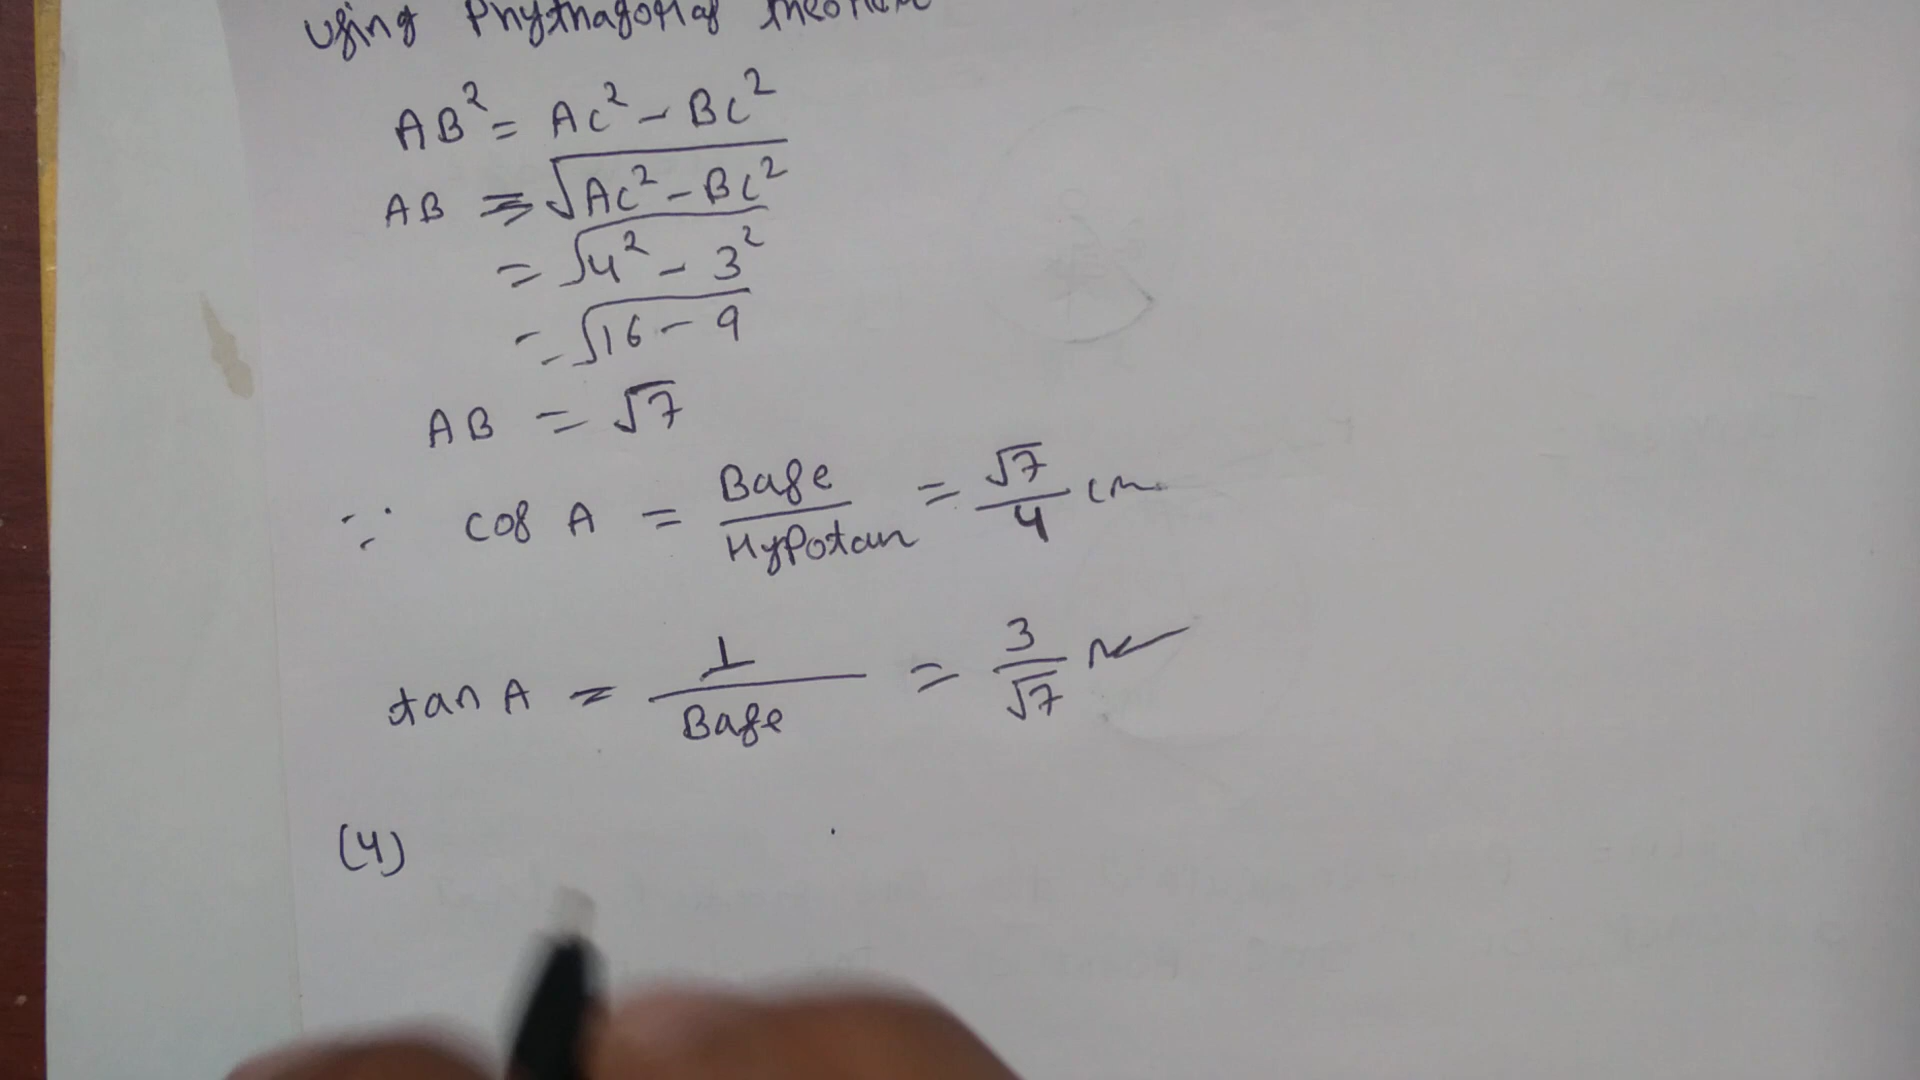 Using Phythagorias theorem
AB² = AC² - BC²
AB = √AC² - BC²
= √4² - 3²
= √16 - 9
AB = √7
∵ cos A = Base/Hypotan = √7/4 cm
tan A = ⊥/Base = 3/√7
(4)